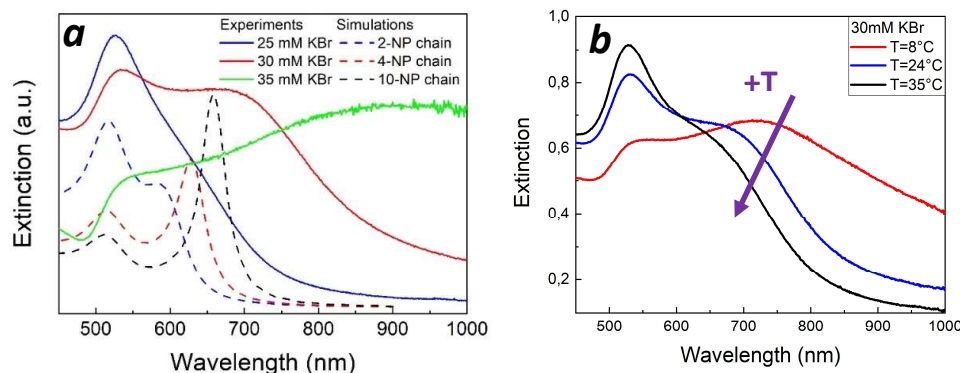 a
Experiments Simulations
25 mM KBr 2-NP chain
30 mM KBr 4-NP chain
35 mM KBr 10-NP chain
Extinction (a.u.)
500 600 700 800 900 1000
Wavelength (nm)
b
30mM KBr
T=8°C
T=24°C
T=35°C
+T
1,0
0,8
0,6
0,4
0,2
Extinction
500 600 700 800 900 1000
Wavelength (nm)